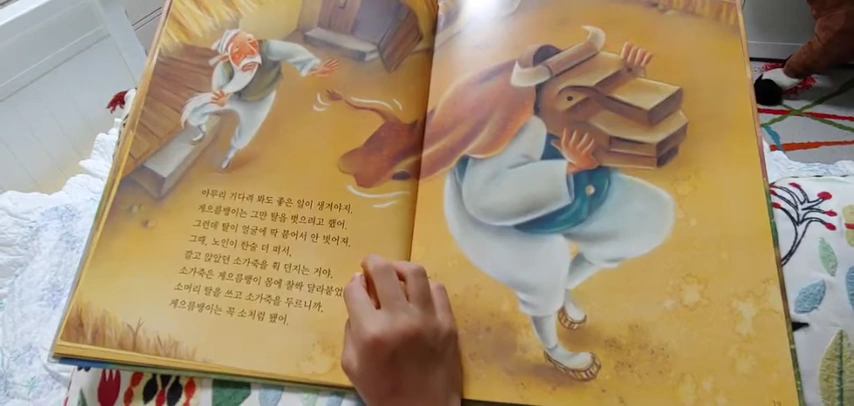 아무리 기다려 봐도 좋은 일이 생겨야지.
게으름뱅이는 그만 탈을 벗으려고 했어.
그런데 탈이 얼굴에 딱 붙어서 안 벗어져.
그때, 노인이 한술 더 떠서,
깔고 앉았던 소가죽을 휙 던지는 거야.
소가죽은 게으름뱅이 몸에 찰싹 달라붙었
소머리 탈을 쓰고 소가죽을 두르니까,
게으름뱅이는 꼭 소처럼 됐어.